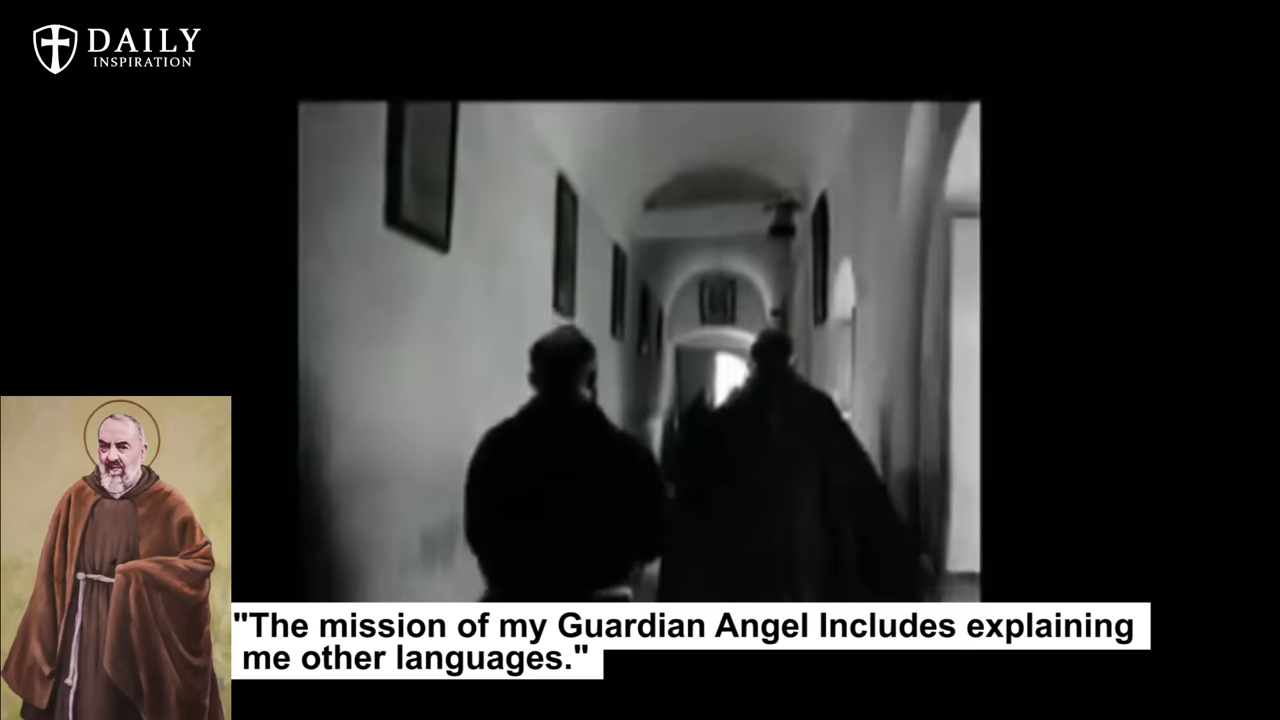 DAILY
INSPIRATION
"The mission of my Guardian Angel Includes explaining
me other languages."